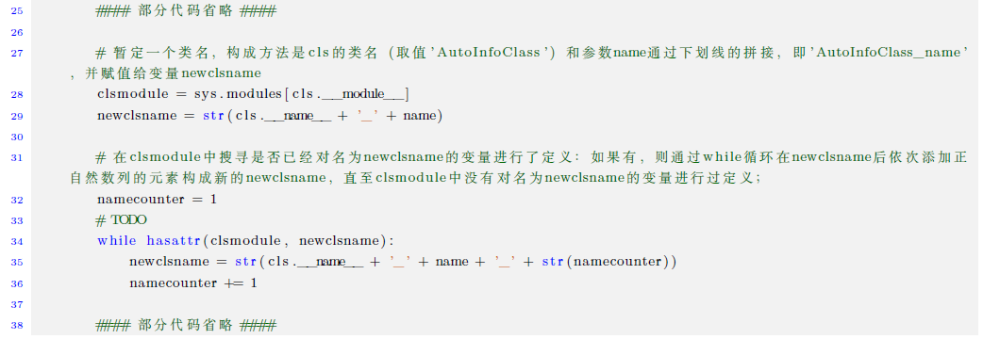 25 #### 部分代码省略 ####
26
27 # 暂定一个类名，构成方法是cls的类名（取值'AutoInfoClass'）和参数name通过下划线的拼接，即'AutoInfoClass_name'
，并赋值给变量newclsname
28 clsmodule = sys.modules[cls.__module__]
29 newclsname = str(cls.__name__ + '_' + name)
30
31 # 在clsmodule中搜寻是否已经对名为newclsname的变量进行了定义：如果有，则通过while循环在newclsname后依次添加正
自然数列的元素构成新的newclsname，直至clsmodule中没有对名为newclsname的变量进行过定义；
32 namecounter = 1
33 # TODO
34 while hasattr(clsmodule, newclsname):
35 newclsname = str(cls.__name__ + '_' + name + '_' + str(namecounter))
36 namecounter += 1
37
38 #### 部分代码省略 ####